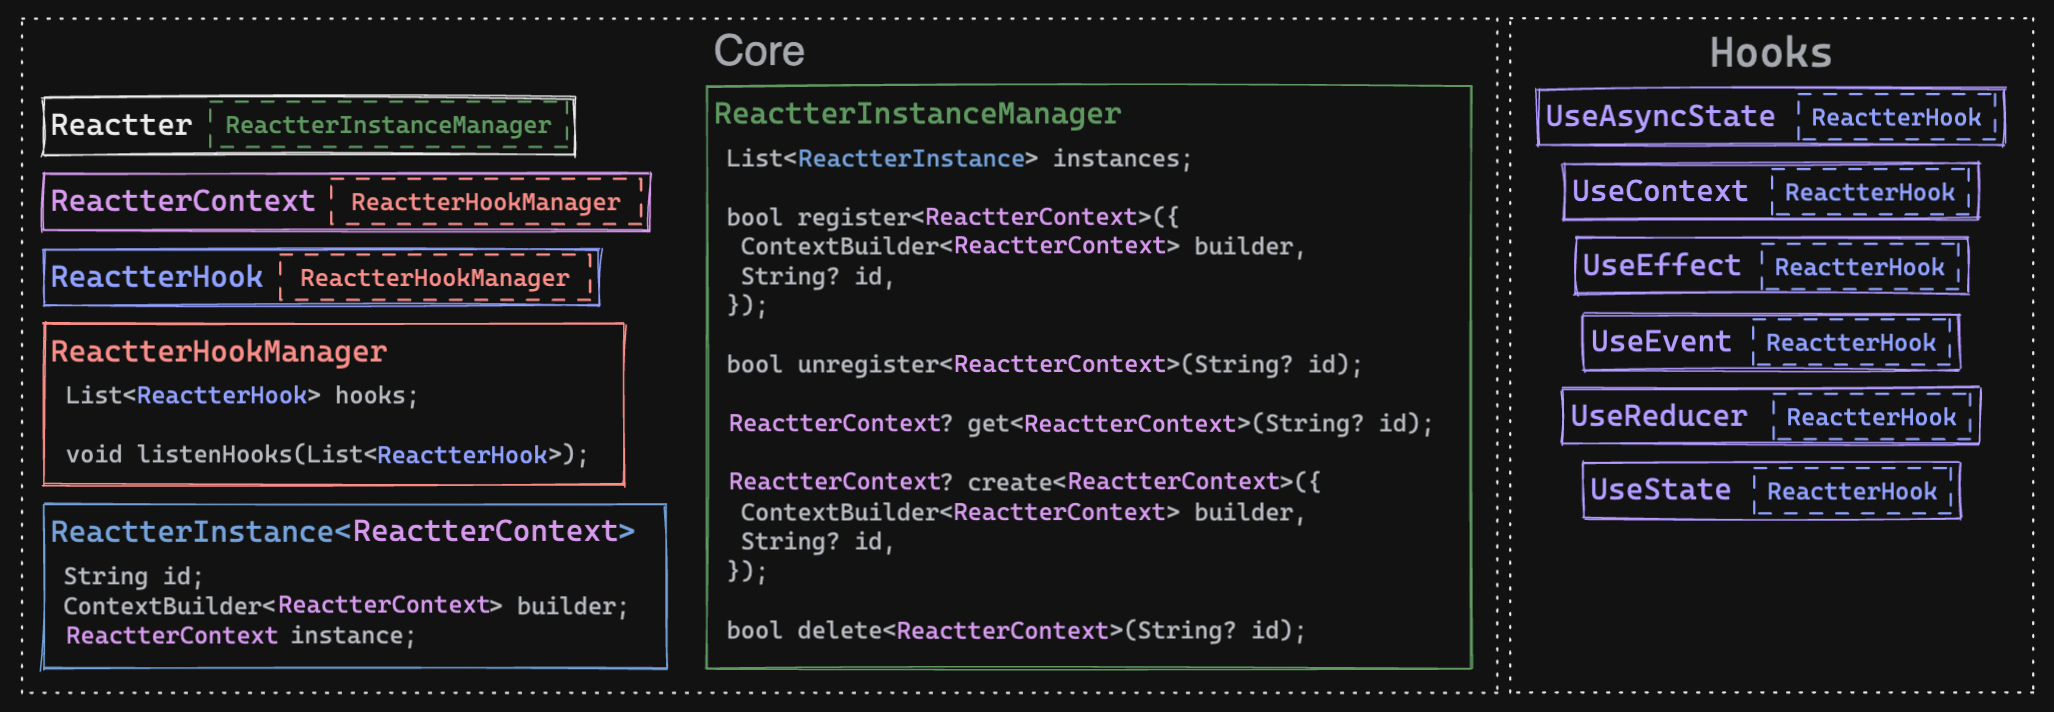 Core
Reactter ReactterInstanceManager
ReactterContext ReactterHookManager
ReactterHook ReactterHookManager
ReactterHookManager
List<ReactterHook> hooks;
void listenHooks(List<ReactterHook>);
ReactterInstance<ReactterContext>
String id;
ContextBuilder<ReactterContext> builder;
ReactterContext instance;
ReactterInstanceManager
List<ReactterInstance> instances;
bool register<ReactterContext>({
ContextBuilder<ReactterContext> builder,
String? id,
});
bool unregister<ReactterContext>(String? id);
ReactterContext? get<ReactterContext>(String? id);
ReactterContext? create<ReactterContext>({
ContextBuilder<ReactterContext> builder,
String? id,
});
bool delete<ReactterContext>(String? id);
Hooks
UseAsyncState ReactterHook
UseContext ReactterHook
UseEffect ReactterHook
UseEvent ReactterHook
UseReducer ReactterHook
UseState ReactterHook